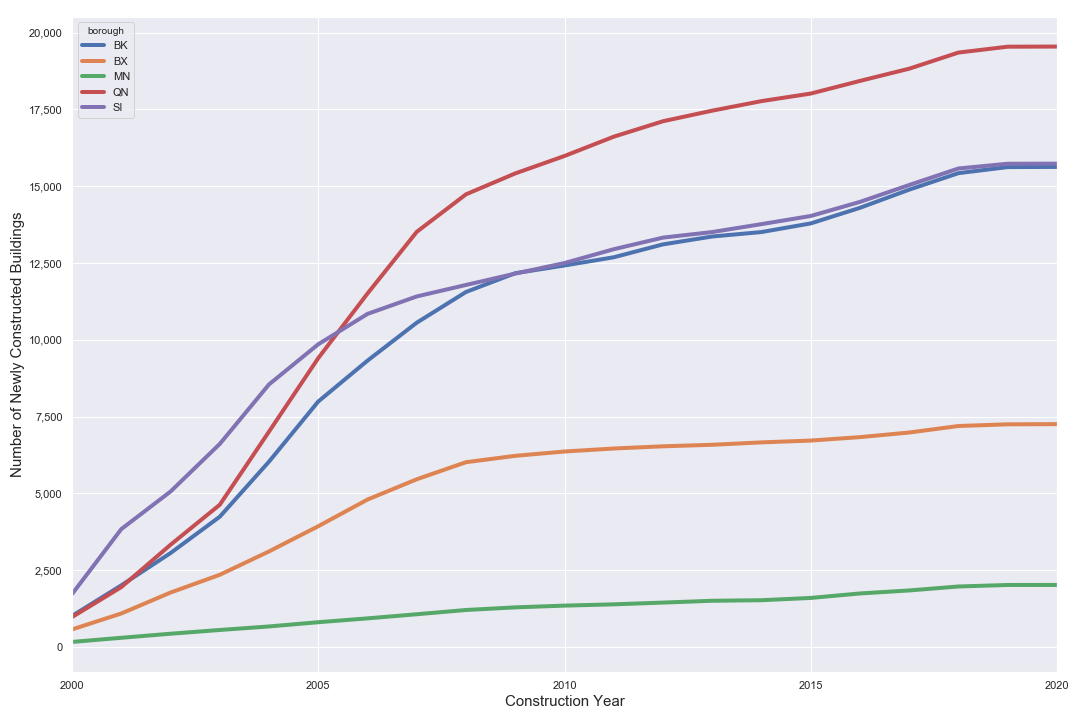 borough
BK
BX
MN
QN
SI
20,000
17,500
15,000
12,500
10,000
7,500
5,000
2,500
0
Number of Newly Constructed Buildings
2000
2005
2010
2015
2020
Construction Year